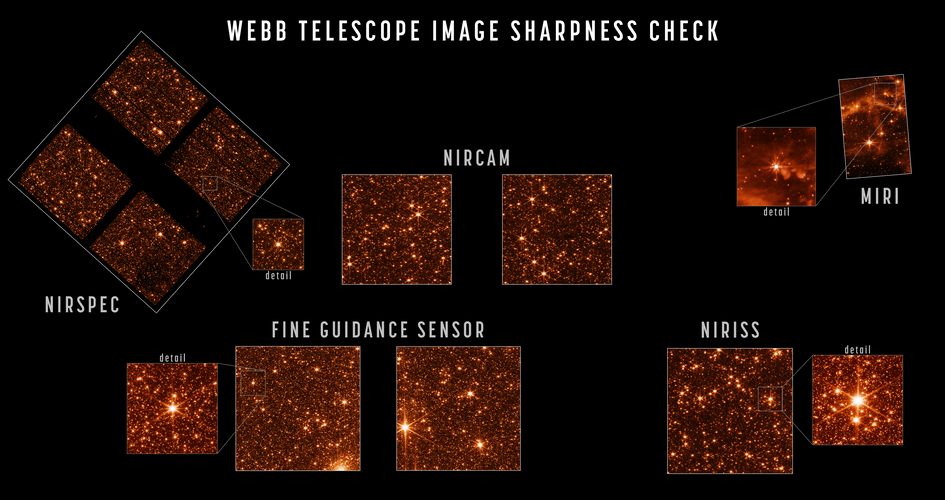 WEBB TELESCOPE IMAGE SHARPNESS CHECK
NIRCAM
MIRI
detail
NIRSPEC
detail
FINE GUIDANCE SENSOR
detail
NIRISS
detail